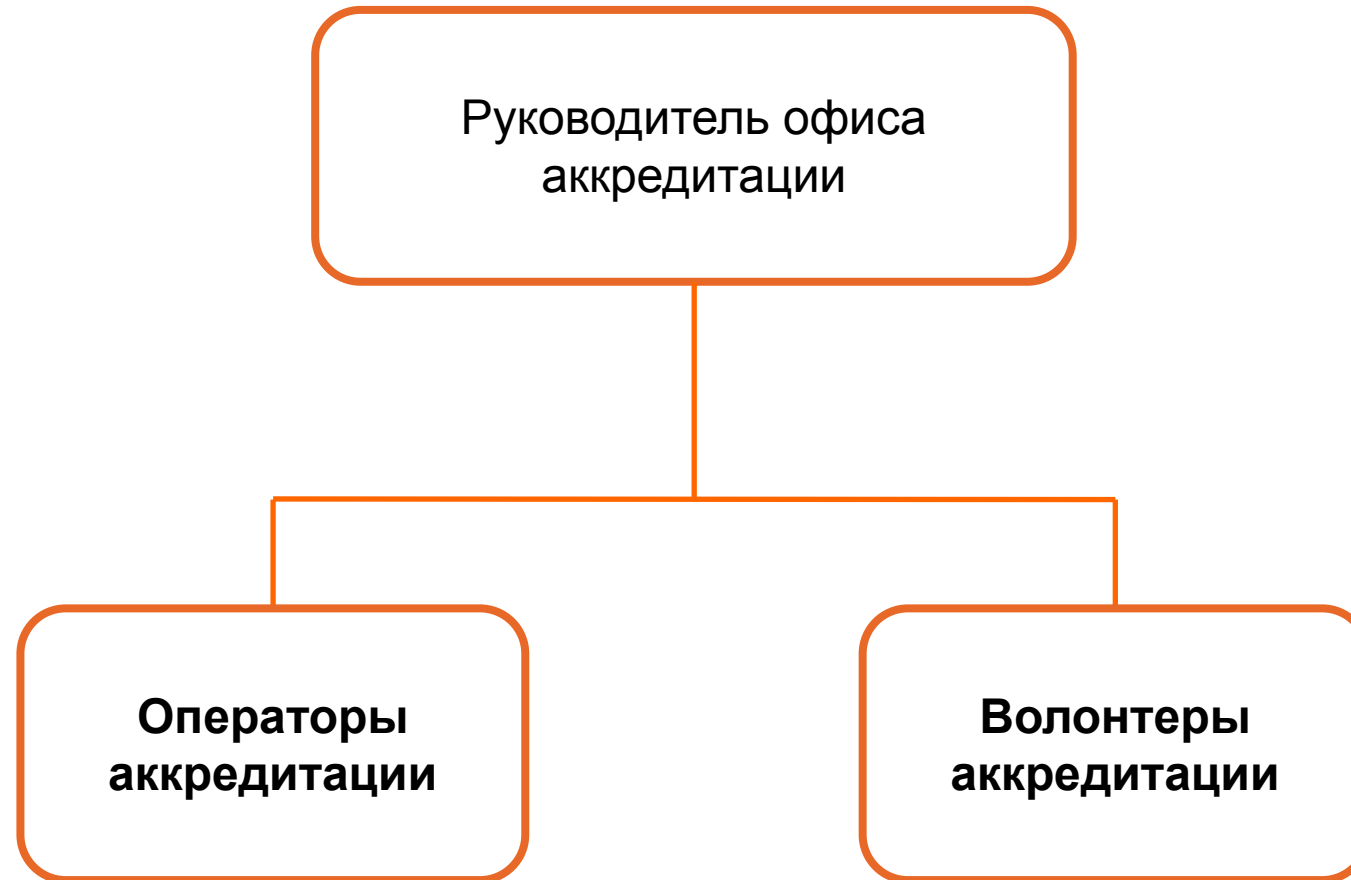 Руководитель офиса
аккредитации
Операторы
аккредитации
Волонтеры
аккредитации